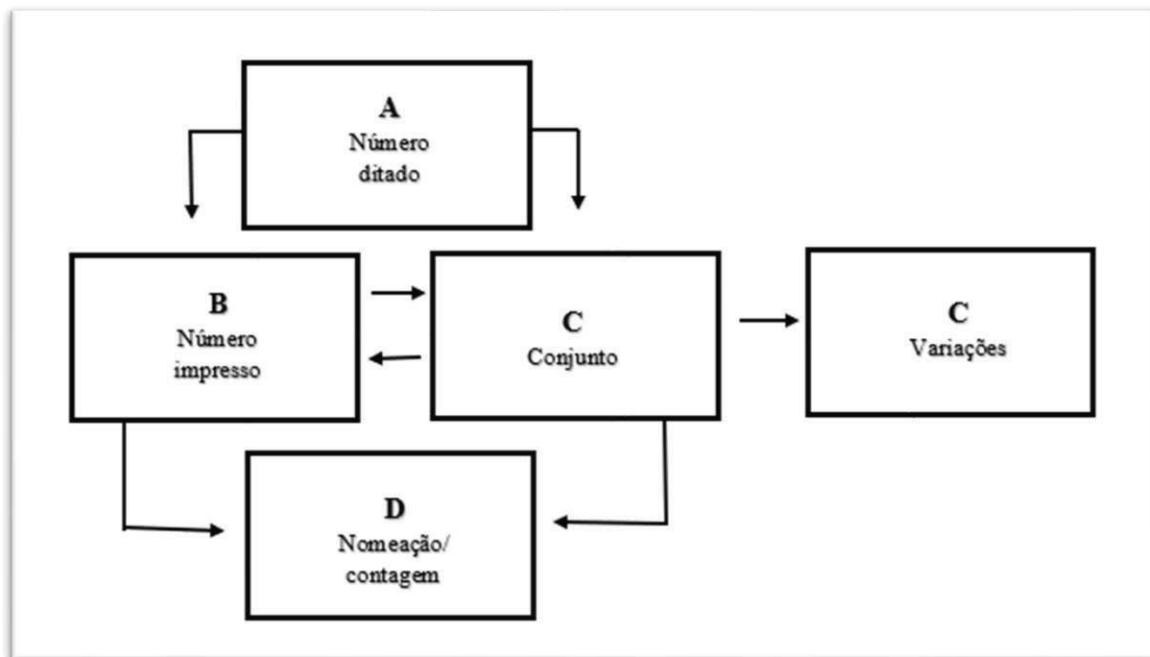 A
Número
ditado
B
Número
impresso
C
Conjunto
C
Variações
D
Nomeação/
contagem